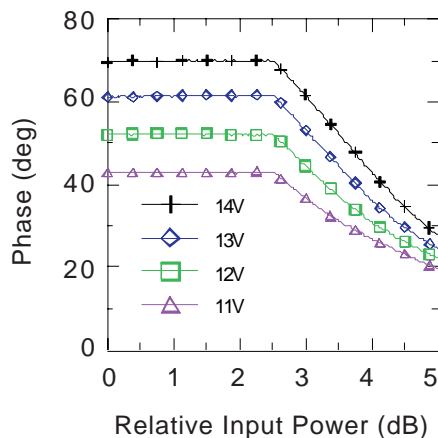 80
60
40
20
0
Phase (deg)
14V
13V
12V
11V
0 1 2 3 4 5
Relative Input Power (dB)